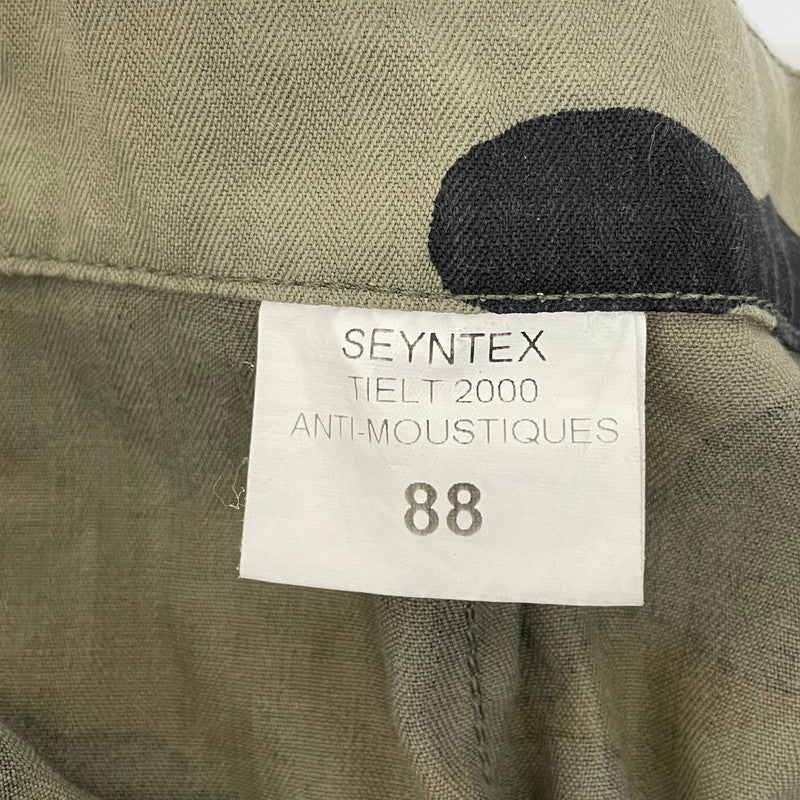 SEYNTEX
TIELT 2000
ANTI-MOUSTIQUES
88